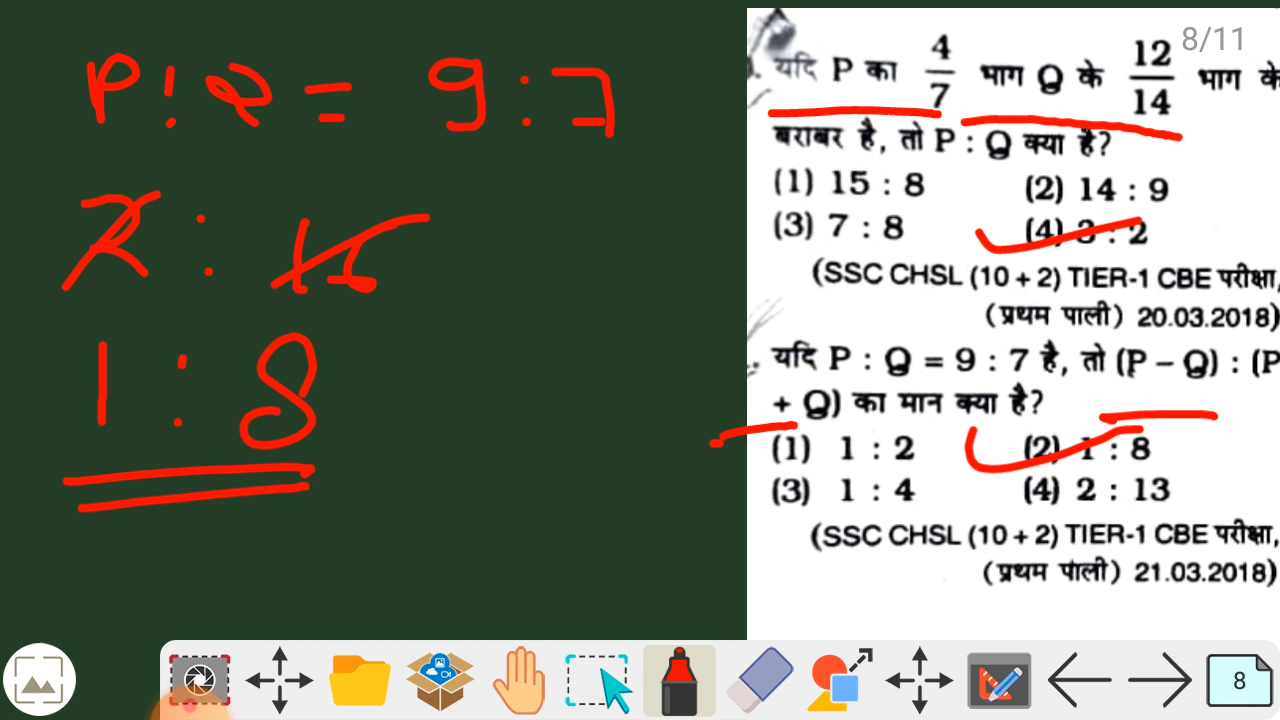 P : Q = 9 : 7
2 : 16
1 : 8
8/11
यदि P का 4/7 भाग Q के 12/14 भाग के
बराबर है, तो P : Q क्या है?
(1) 15 : 8 (2) 14 : 9
(3) 7 : 8 (4) 3 : 2
(SSC CHSL (10 + 2) TIER-1 CBE परीक्षा,
(प्रथम पाली) 20.03.2018)
यदि P : Q = 9 : 7 है, तो (P – Q) : (P
+ Q) का मान क्या है?
(1) 1 : 2 (2) 1 : 8
(3) 1 : 4 (4) 2 : 13
(SSC CHSL (10 + 2) TIER-1 CBE परीक्षा,
(प्रथम पाली) 21.03.2018)
8